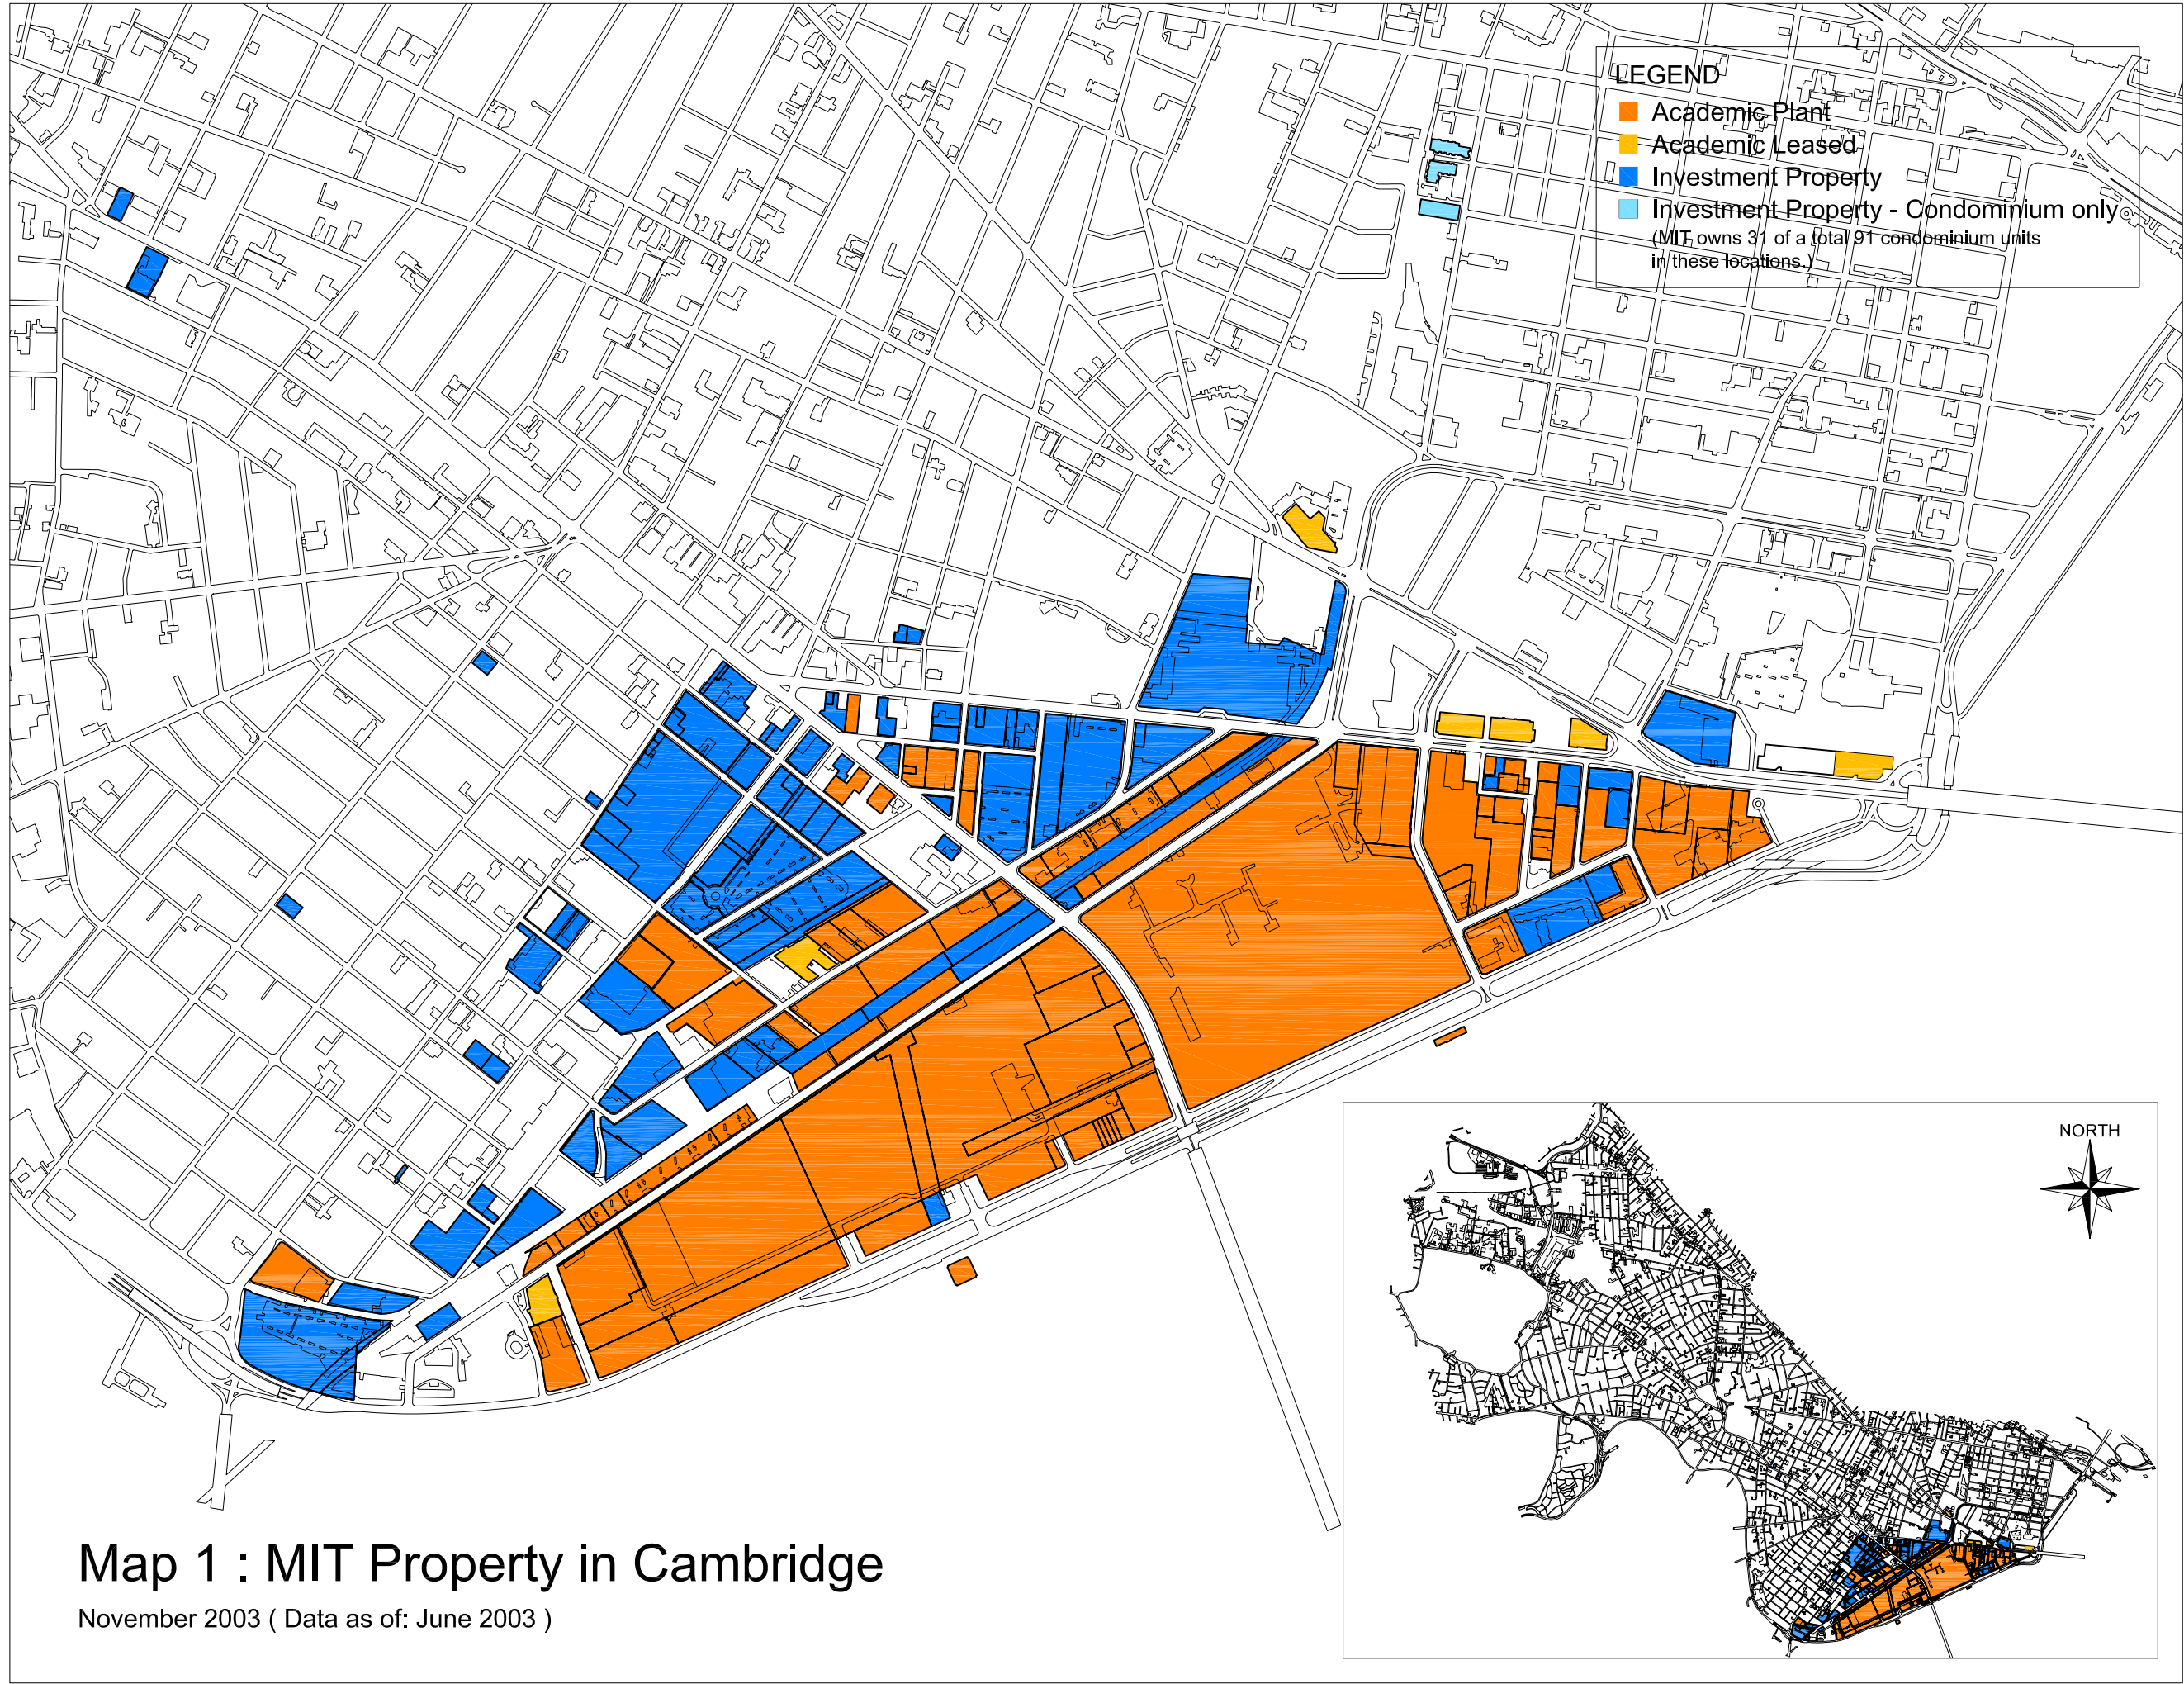 LEGEND
Academic Plant
Academic Leased
Investment Property
Investment Property - Condominium only
(MIT owns 31 of a total 91 condominium units
in these locations.)
NORTH
Map 1 : MIT Property in Cambridge
November 2003 ( Data as of: June 2003 )